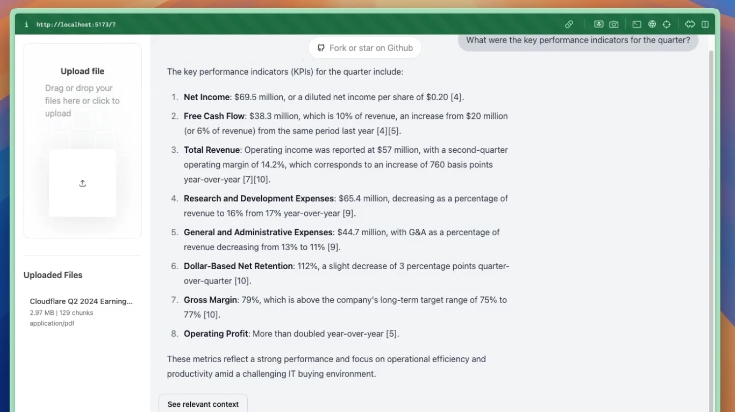 http://localhost:5173/?
Upload file
Drag or drop your
files here or click to
upload
Uploaded Files
Cloudflare Q2 2024 Earning...
2.97 MB | 129 chunks
application/pdf
Fork or star on Github
What were the key performance indicators for the quarter?
The key performance indicators (KPIs) for the quarter include:
1. Net Income: $69.5 million, or a diluted net income per share of $0.20 [4].
2. Free Cash Flow: $38.3 million, which is 10% of revenue, an increase from $20 million
(or 6% of revenue) from the same period last year [4][5].
3. Total Revenue: Operating income was reported at $57 million, with a second-quarter
operating margin of 14.2%, which corresponds to an increase of 760 basis points
year-over-year [7][10].
4. Research and Development Expenses: $65.4 million, decreasing as a percentage of
revenue to 16% from 17% year-over-year [9].
5. General and Administrative Expenses: $44.7 million, with G&A as a percentage of
revenue decreasing from 13% to 11% [9].
6. Dollar-Based Net Retention: 112%, a slight decrease of 3 percentage points quarter-
over-quarter [10].
7. Gross Margin: 79%, which is above the company's long-term target range of 75% to
77% [10].
8. Operating Profit: More than doubled year-over-year [5].
These metrics reflect a strong performance and focus on operational efficiency and
productivity amid a challenging IT buying environment.
See relevant context